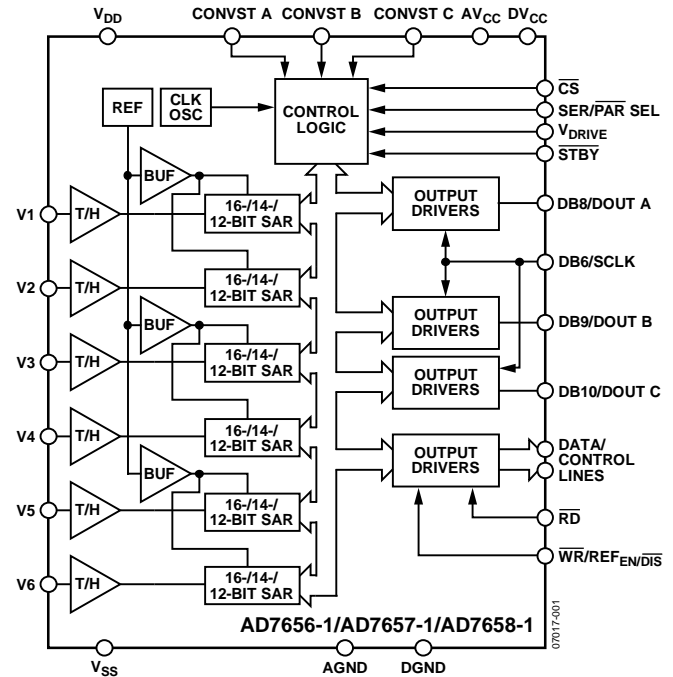 VDD
CONVST A
CONVST B
CONVST C
AVCC
DVCC
REF
CLK
OSC
CONTROL
LOGIC
CS
SER/PAR SEL
VDRIVE
STBY
BUF
V1
T/H
16-/14-/
12-BIT SAR
OUTPUT
DRIVERS
DB8/DOUT A
V2
T/H
16-/14-/
12-BIT SAR
DB6/SCLK
BUF
OUTPUT
DRIVERS
DB9/DOUT B
V3
T/H
16-/14-/
12-BIT SAR
OUTPUT
DRIVERS
DB10/DOUT C
V4
T/H
16-/14-/
12-BIT SAR
OUTPUT
DRIVERS
DATA/
CONTROL
LINES
BUF
V5
T/H
16-/14-/
12-BIT SAR
RD
WR/REFEN/DIS
V6
T/H
16-/14-/
12-BIT SAR
AD7656-1/AD7657-1/AD7658-1
07017-001
VSS
AGND
DGND